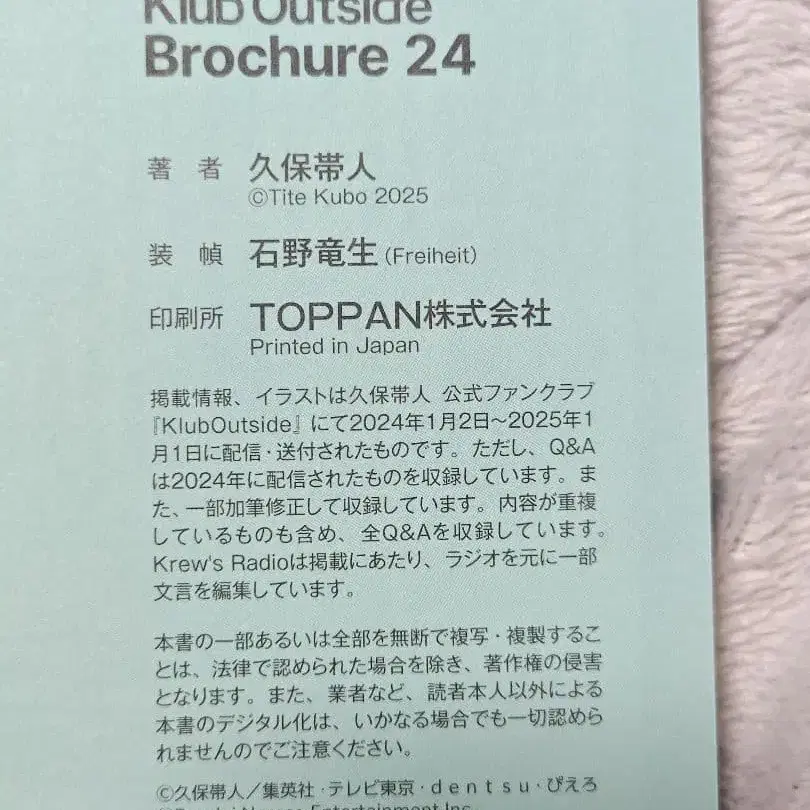 Klub Outside
Brochure 24
著 者 久保帯人
©Tite Kubo 2025
装 幀 石野竜生 (Freiheit)
印刷所 TOPPAN株式会社
Printed in Japan
掲載情報、イラストは久保帯人 公式ファンクラブ
『KlubOutside』にて2024年1月2日～2025年1
月1日に配信・送付されたものです。ただし、Q&A
は2024年に配信されたものを収録しています。ま
た、一部加筆修正して収録しています。内容が重複
しているものも含め、全Q&Aを収録しています。
Krew's Radioは掲載にあたり、ラジオを元に一部
文言を編集しています。
本書の一部あるいは全部を無断で複写・複製するこ
とは、法律で認められた場合を除き、著作権の侵害
となります。また、業者など、読者本人以外による
本書のデジタル化は、いかなる場合でも一切認めら
れませんのでご注意ください。
©久保帯人／集英社・テレビ東京・dentsu・ぴえろ
Entertainment Inc.